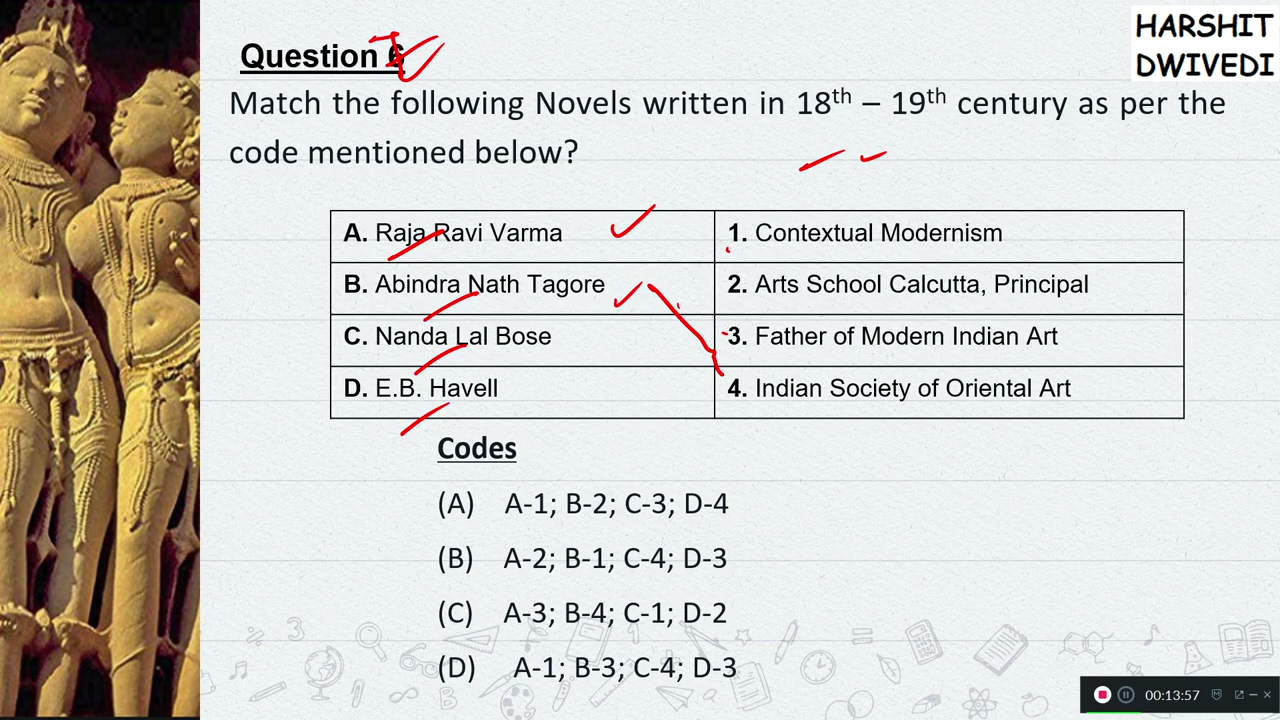 HARSHIT
DWIVEDI
Question 6
Match the following Novels written in 18th – 19th century as per the
code mentioned below?
A. Raja Ravi Varma 1. Contextual Modernism
B. Abindra Nath Tagore 2. Arts School Calcutta, Principal
C. Nanda Lal Bose 3. Father of Modern Indian Art
D. E.B. Havell 4. Indian Society of Oriental Art
Codes
(A) A-1; B-2; C-3; D-4
(B) A-2; B-1; C-4; D-3
(C) A-3; B-4; C-1; D-2
(D) A-1; B-3; C-4; D-3
00:13:57